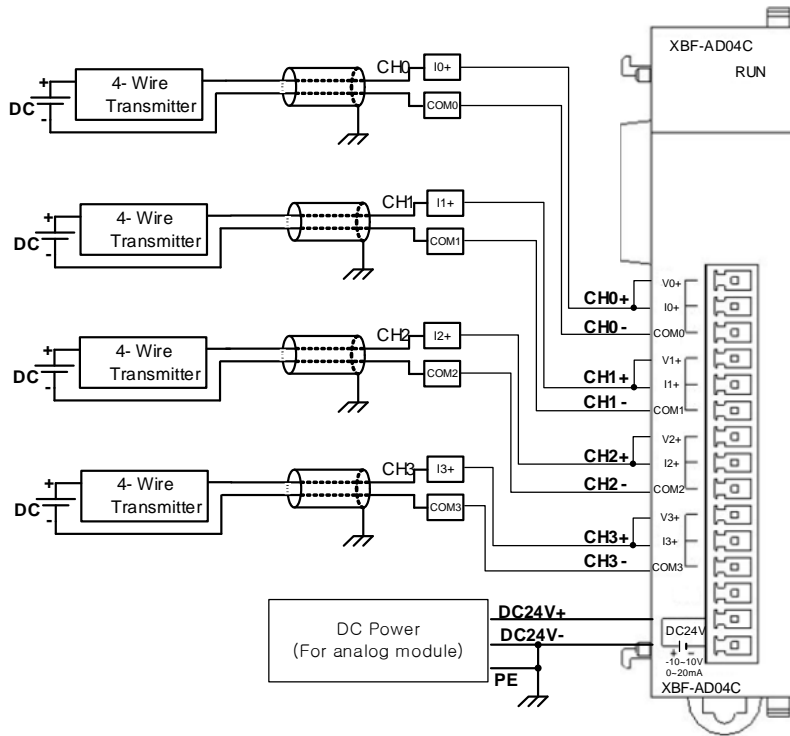 XBF-AD04C
RUN
CH0
I0+
4- Wire
Transmitter
+
DC
-
COM0
CH1
I1+
4- Wire
Transmitter
+
DC
-
COM1
V0+
CH0+
I0+
CH0-
COM0
CH2
I2+
4- Wire
Transmitter
+
DC
-
COM2
V1+
CH1+
I1+
CH1-
COM1
V2+
CH2+
I2+
CH2-
COM2
CH3
I3+
4- Wire
Transmitter
+
DC
-
COM3
V3+
CH3+
I3+
CH3-
COM3
DC Power
(For analog module)
DC24V+
DC24V-
PE
DC24V
+ -
-10~10V
0~20mA
XBF-AD04C